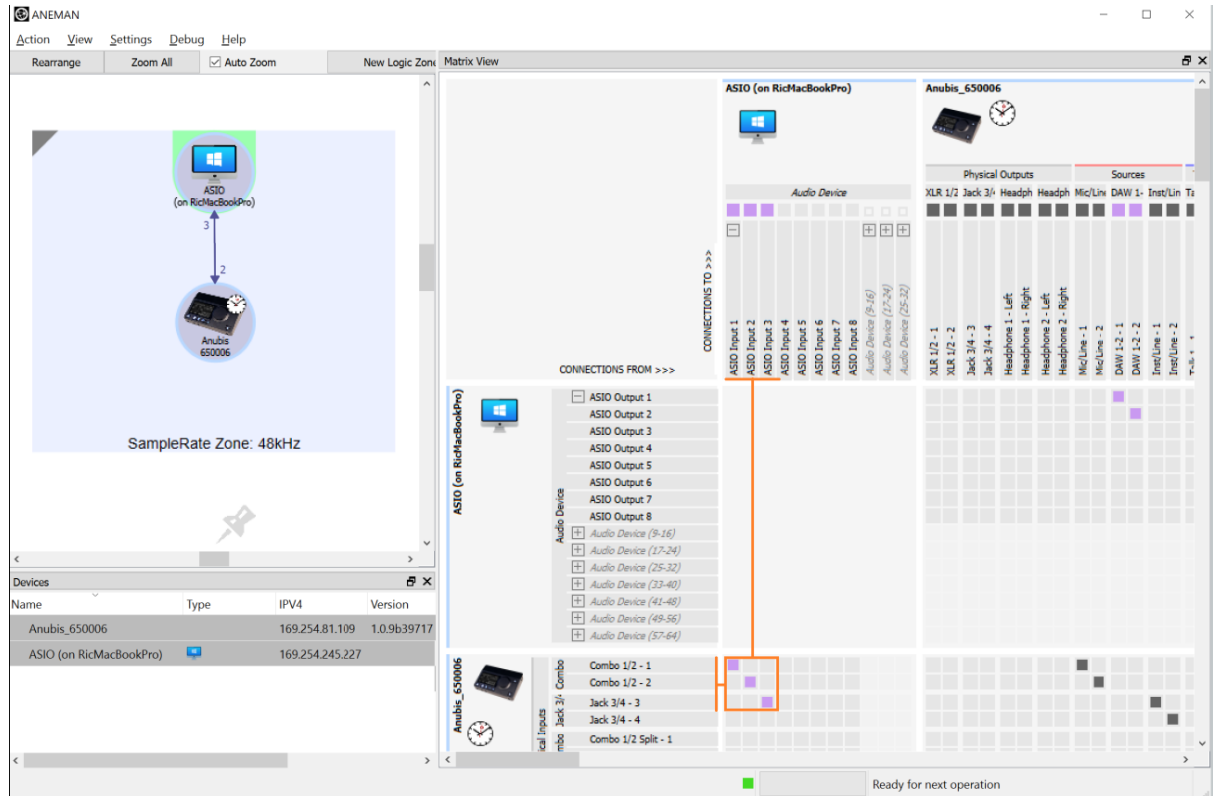 ANEMAN
Action View Settings Debug Help
Rearrange Zoom All Auto Zoom New Logic Zone
Matrix View
ASIO
(on RicMacBookPro)
3
2
Anubis
650006
SampleRate Zone: 48kHz
Devices
Name Type IPV4 Version
Anubis_650006 169.254.81.109 1.0.9b39717
ASIO (on RicMacBookPro) 169.254.245.227
ASIO (on RicMacBookPro)
Audio Device
Anubis_650006
Physical Outputs Sources
XLR 1/2 Jack 3/4 Headph Headph Mic/Line DAW 1- Inst/Lin Ta
CONNECTIONS TO >>>
CONNECTIONS FROM >>>
ASIO Input 1
ASIO Input 2
ASIO Input 3
ASIO Input 4
ASIO Input 5
ASIO Input 6
ASIO Input 7
ASIO Input 8
Audio Device (9-16)
Audio Device (17-24)
Audio Device (25-32)
XLR 1/2 - 1
XLR 1/2 - 2
Jack 3/4 - 3
Jack 3/4 - 4
Headphone 1 - Left
Headphone 1 - Right
Headphone 2 - Left
Headphone 2 - Right
Mic/Line - 1
Mic/Line - 2
DAW 1-2 - 1
DAW 1-2 - 2
Inst/Line - 1
Inst/Line - 2
ASIO (on RicMacBookPro)
Audio Device
ASIO Output 1
ASIO Output 2
ASIO Output 3
ASIO Output 4
ASIO Output 5
ASIO Output 6
ASIO Output 7
ASIO Output 8
Audio Device (9-16)
Audio Device (17-24)
Audio Device (25-32)
Audio Device (33-40)
Audio Device (41-48)
Audio Device (49-56)
Audio Device (57-64)
Anubis_650006
ical Inputs
Combo
Jack 3/4
mbo
Combo 1/2 - 1
Combo 1/2 - 2
Jack 3/4 - 3
Jack 3/4 - 4
Combo 1/2 Split - 1
Ready for next operation